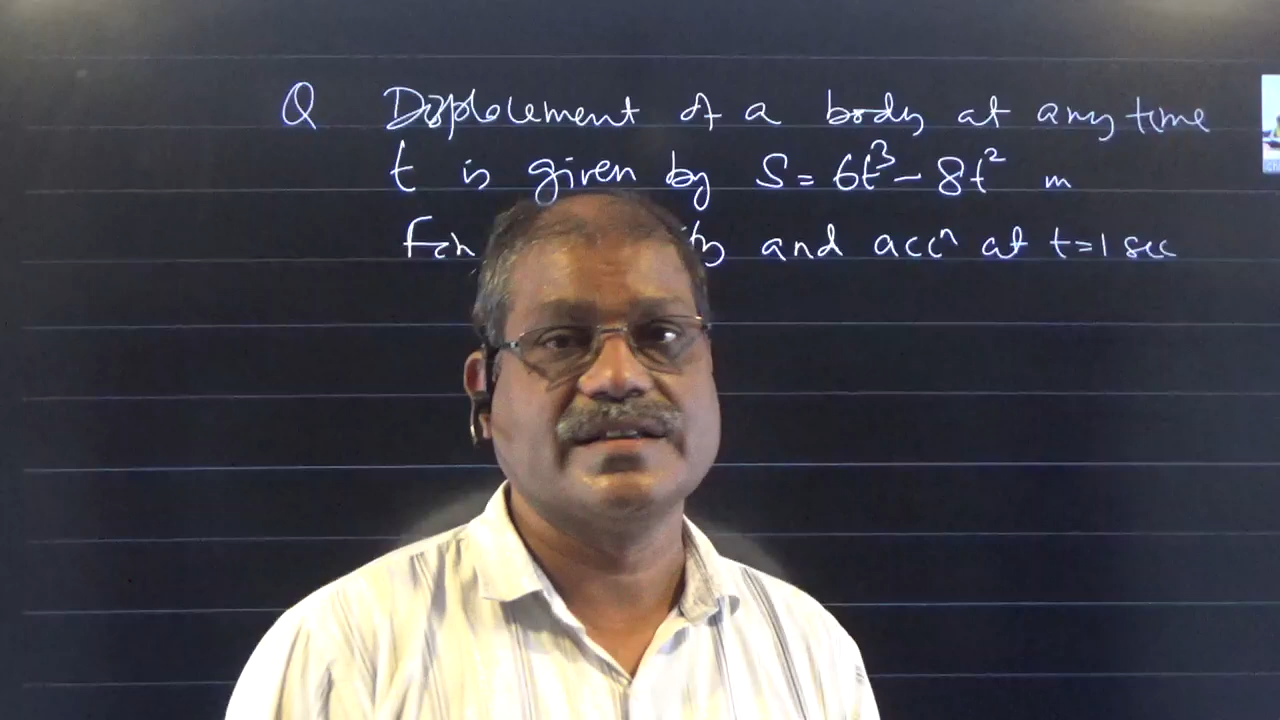 Q Displacement of a body at any time
t is given by S = 6t³ - 8t² m
and accⁿ at t=1 sec